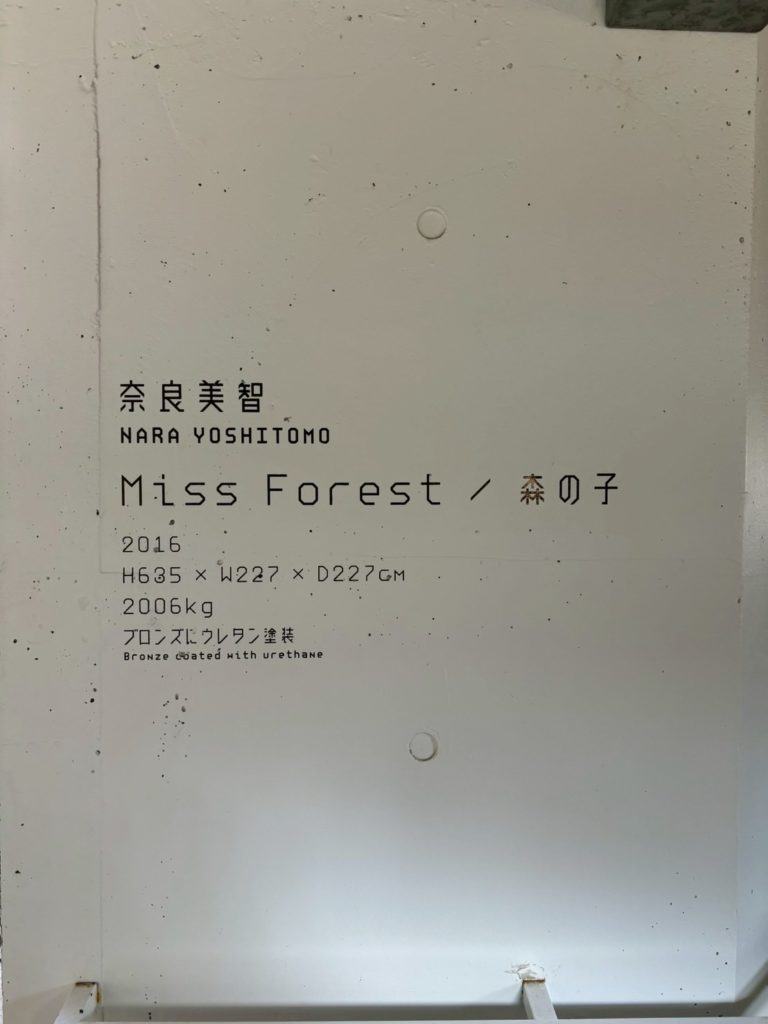 奈良美智
NARA YOSHITOMO
Miss Forest / 森の子
2016
H635 × W227 × D227cm
2006kg
ブロンズにウレタン塗装
Bronze coated with urethane